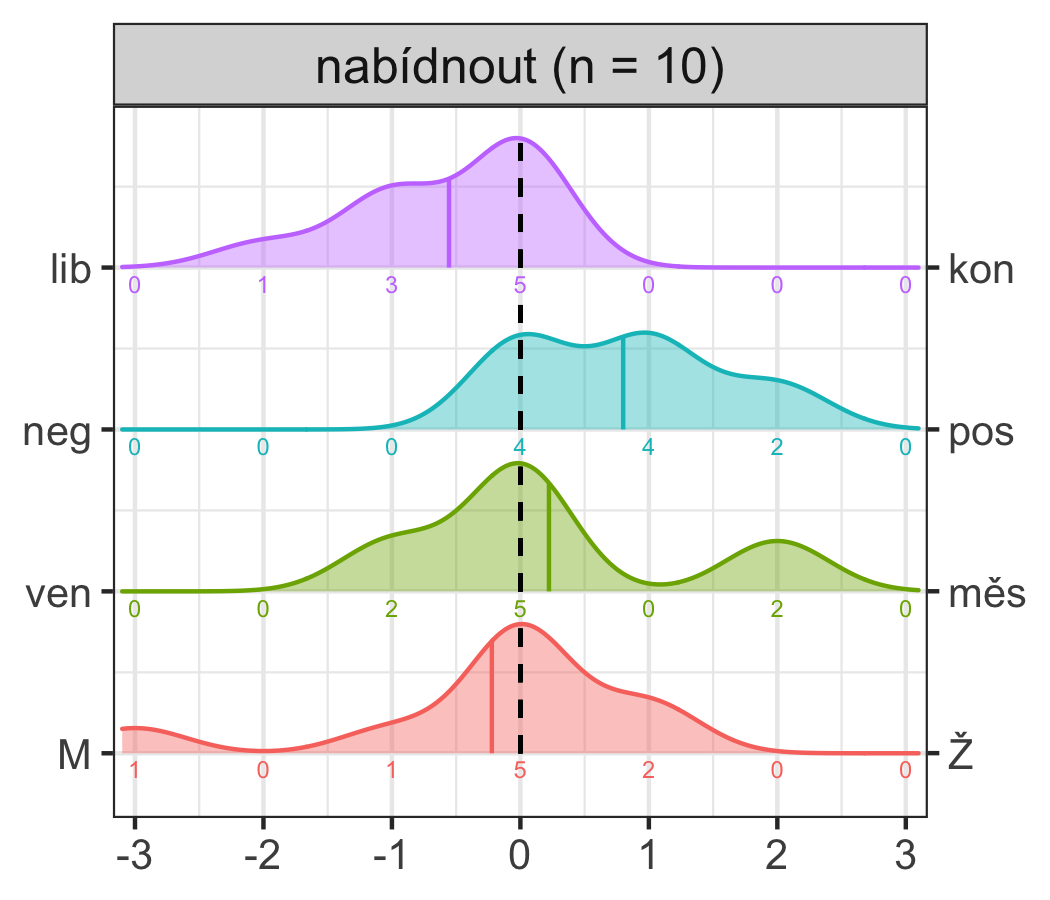 nabídnout (n = 10)
lib kon
0 1 3 5 0 0 0
neg pos
0 0 0 4 4 2 0
ven měs
0 0 2 5 0 2 0
M Ž
1 0 1 5 2 0 0
-3 -2 -1 0 1 2 3